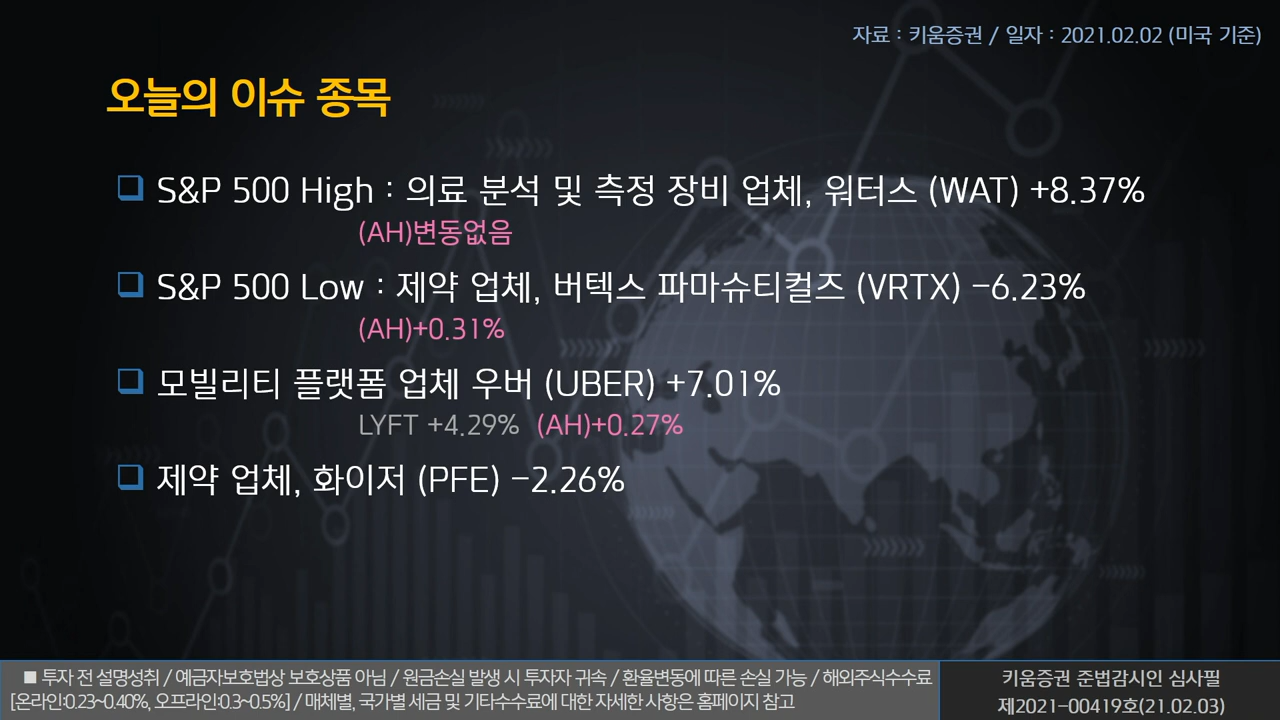 자료 : 키움증권 / 일자 : 2021.02.02 (미국 기준)
오늘의 이슈 종목
S&P 500 High : 의료 분석 및 측정 장비 업체, 워터스 (WAT) +8.37%
(AH)변동없음
S&P 500 Low : 제약 업체, 버텍스 파마슈티컬즈 (VRTX) -6.23%
(AH)+0.31%
모빌리티 플랫폼 업체 우버 (UBER) +7.01%
LYFT +4.29% (AH)+0.27%
제약 업체, 화이저 (PFE) -2.26%
■ 투자 전 설명성취 / 예금자보호법상 보호상품 아님 / 원금손실 발생 시 투자자 귀속 / 환율변동에 따른 손실 가능 / 해외주식수수료
[온라인:0.23~0.40%, 오프라인:0.3~0.5%] / 매체별, 국가별 세금 및 기타수수료에 대한 자세한 사항은 홈페이지 참고
키움증권 준법감시인 심사필
제2021-00419호(21.02.03)